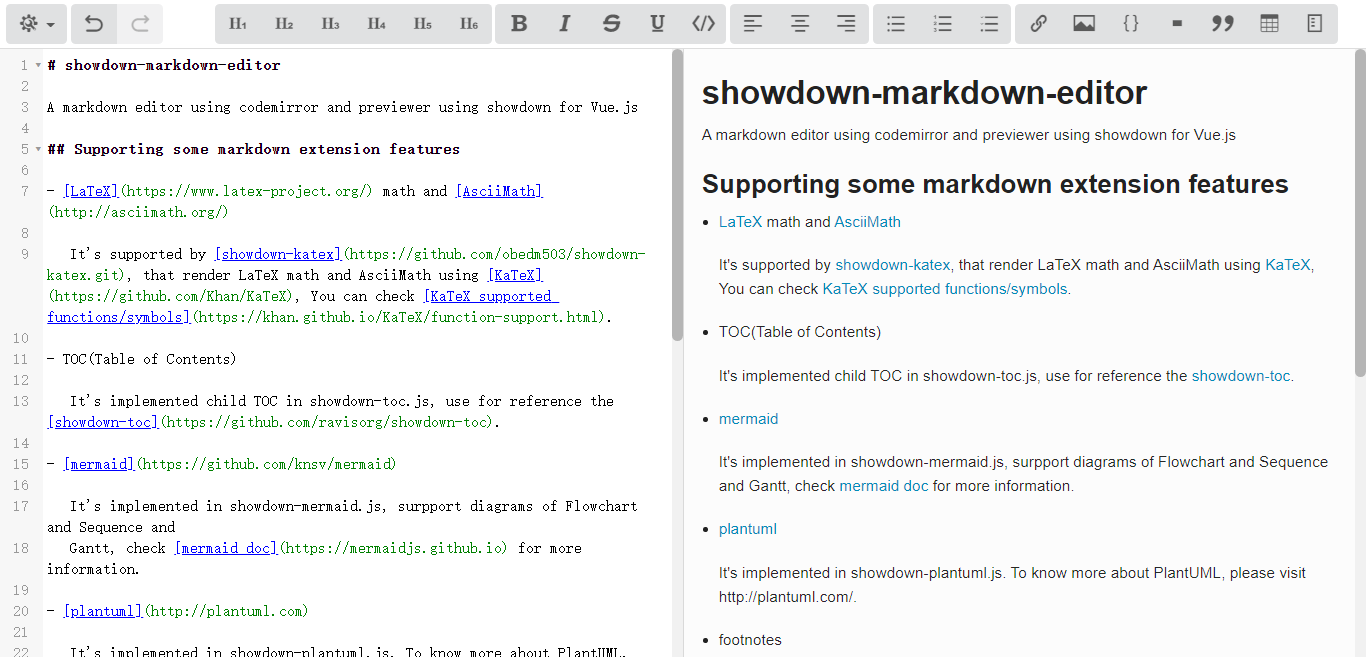 H1 H2 H3 H4 H5 H6 B I S U </> {}
1 # showdown-markdown-editor
2
3 A markdown editor using codemirror and previewer using showdown for Vue.js
4
5 ## Supporting some markdown extension features
6
7 - [LaTeX](https://www.latex-project.org/) math and [AsciiMath]
(http://asciimath.org/)
8
9 It's supported by [showdown-katex](https://github.com/obedm503/showdown-
katex.git), that render LaTeX math and AsciiMath using [KaTeX]
(https://github.com/Khan/KaTeX), You can check [KaTeX supported
functions/symbols](https://khan.github.io/KaTeX/function-support.html).
10
11 - TOC(Table of Contents)
12
13 It's implemented child TOC in showdown-toc.js, use for reference the
[showdown-toc](https://github.com/ravisorg/showdown-toc).
14
15 - [mermaid](https://github.com/knsv/mermaid)
16
17 It's implemented in showdown-mermaid.js, surpport diagrams of Flowchart
and Sequence and
18 Gantt, check [mermaid doc](https://mermaidjs.github.io) for more
information.
19
20 - [plantuml](http://plantuml.com)
21
22 It's implemented in showdown-plantuml.js. To know more about PlantUML,
showdown-markdown-editor
A markdown editor using codemirror and previewer using showdown for Vue.js
Supporting some markdown extension features
• LaTeX math and AsciiMath
It's supported by showdown-katex, that render LaTeX math and AsciiMath using KaTeX,
You can check KaTeX supported functions/symbols.
• TOC(Table of Contents)
It's implemented child TOC in showdown-toc.js, use for reference the showdown-toc.
• mermaid
It's implemented in showdown-mermaid.js, surpport diagrams of Flowchart and Sequence
and Gantt, check mermaid doc for more information.
• plantuml
It's implemented in showdown-plantuml.js. To know more about PlantUML, please visit
http://plantuml.com/.
• footnotes